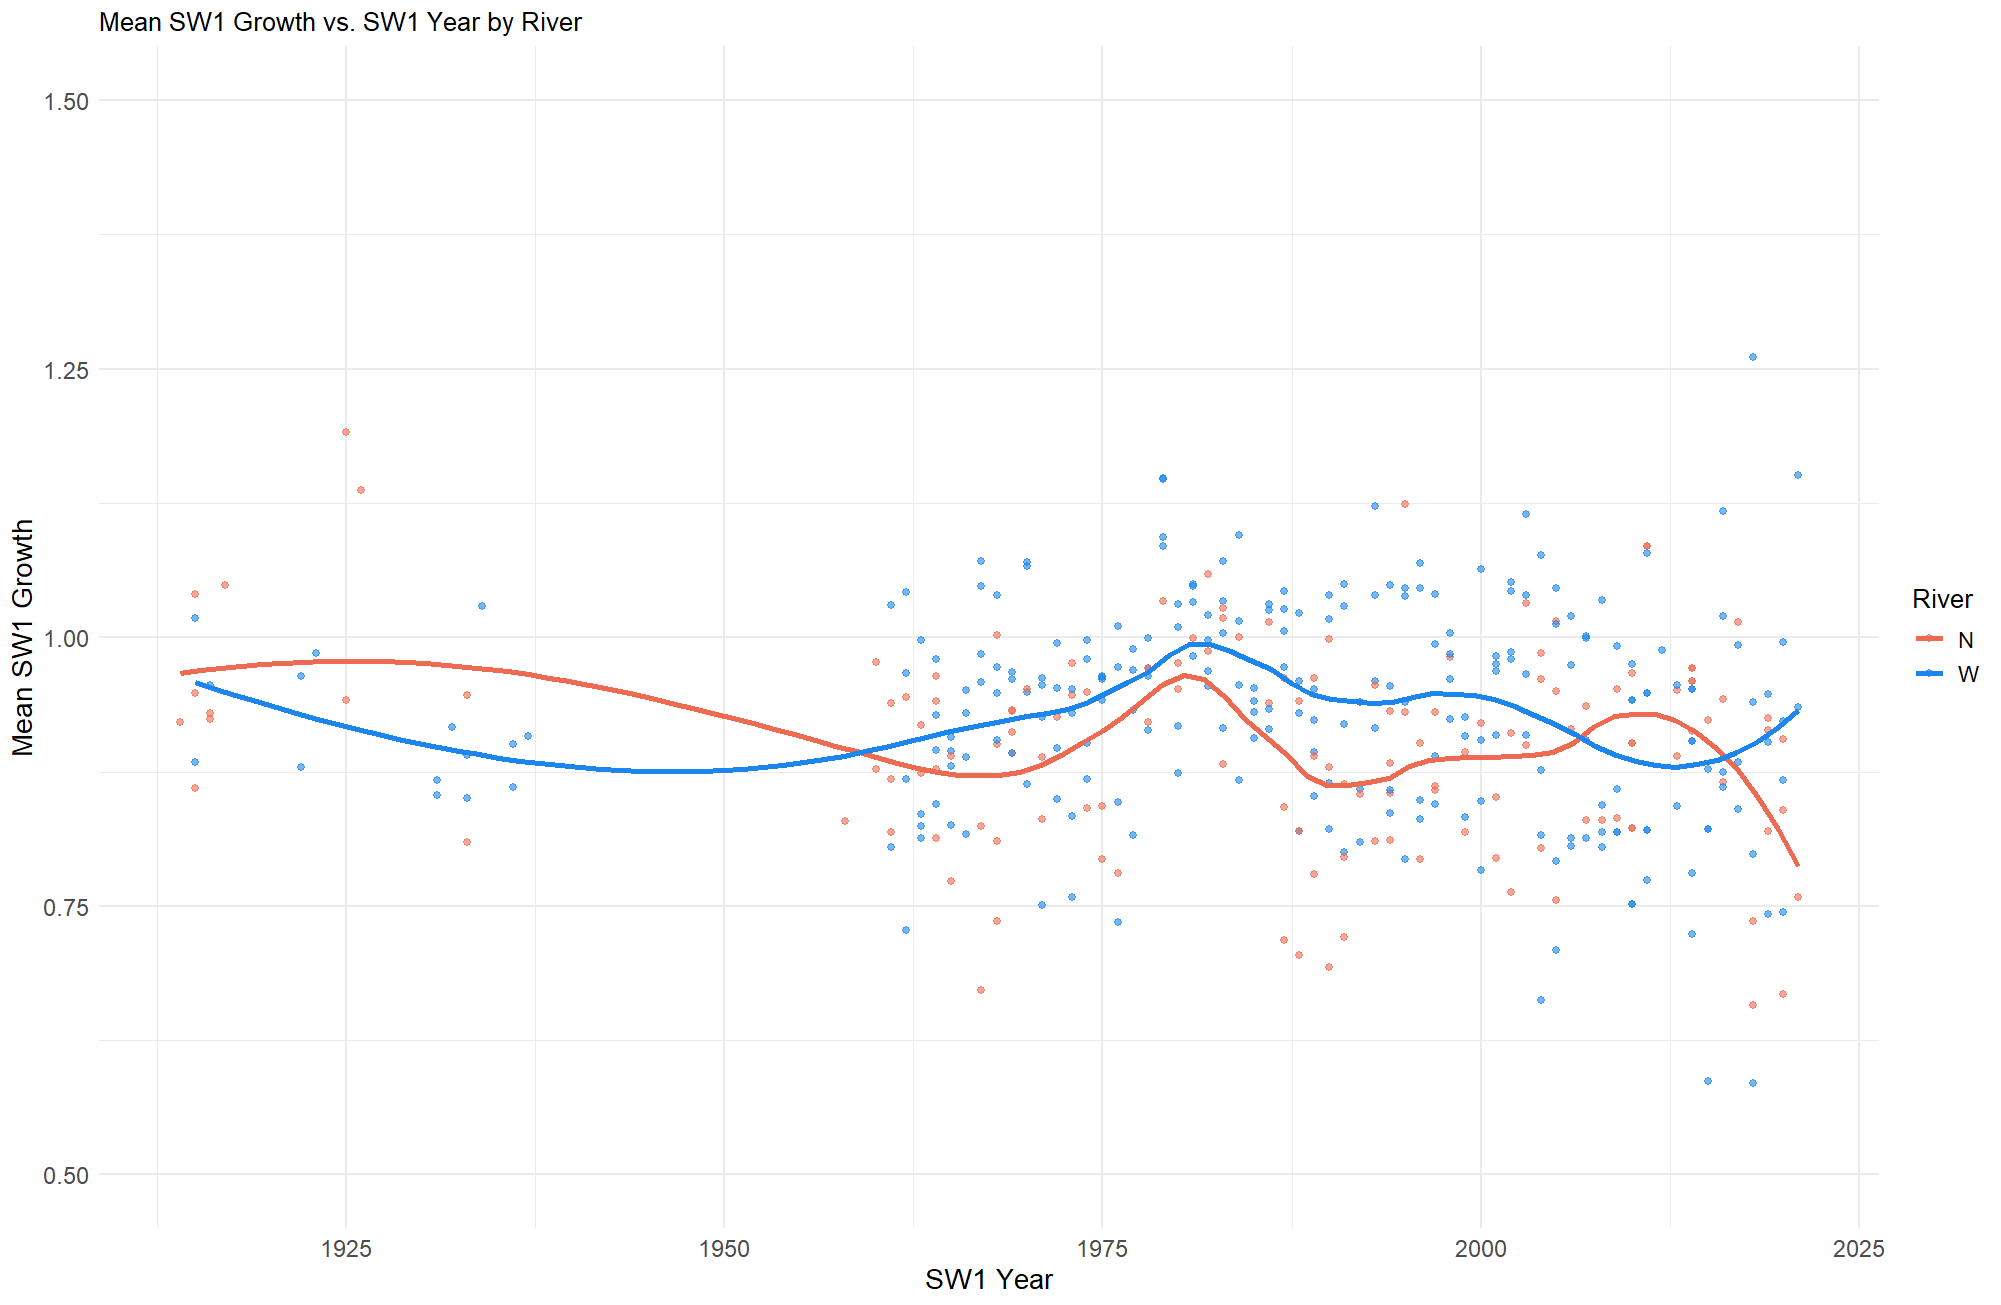 Mean SW1 Growth vs. SW1 Year by River
1.50
1.25
1.00
0.75
0.50
Mean SW1 Growth
1925
1950
1975
2000
2025
SW1 Year
River
N
W